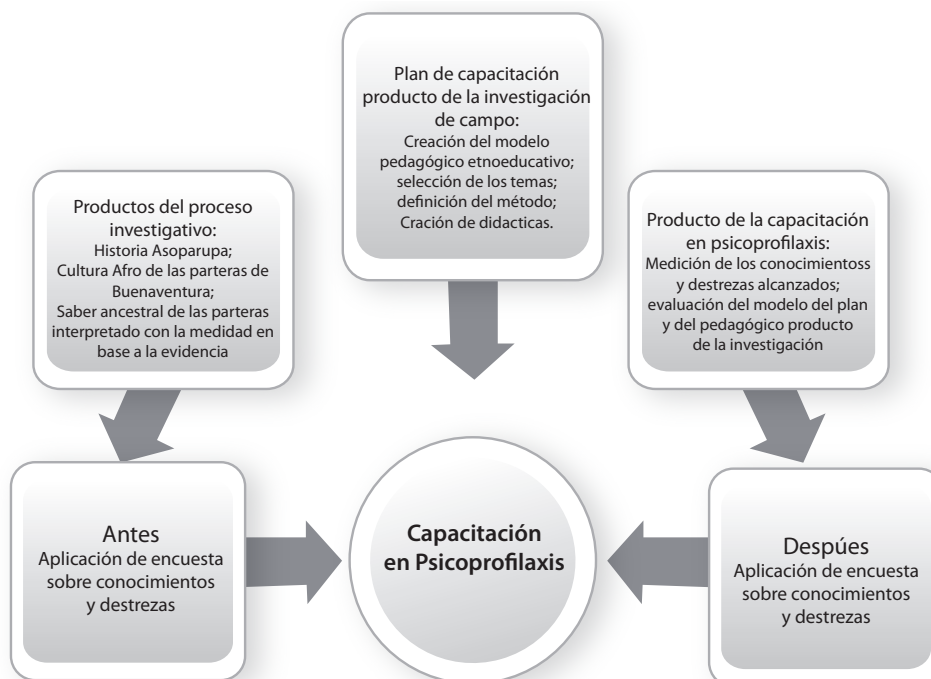 Plan de capacitación
producto de la investigación
de campo:
Creación del modelo
pedagógico etnoeducativo;
selección de los temas;
definición del método;
Cración de didacticas.
Productos del proceso
investigativo:
Historia Asoparupa;
Cultura Afro de las parteras de
Buenaventura;
Saber ancestral de las parteras
interpretado con la medidad en
base a la evidencia
Producto de la capacitación
en psicoprofilaxis:
Medición de los conocimientoss
y destrezas alcanzados;
evaluación del modelo del plan
y del pedagógico producto
de la investigación
Antes
Aplicación de encuesta
sobre conocimientos
y destrezas
Capacitación
en Psicoprofilaxis
Despúes
Aplicación de encuesta
sobre conocimientos
y destrezas